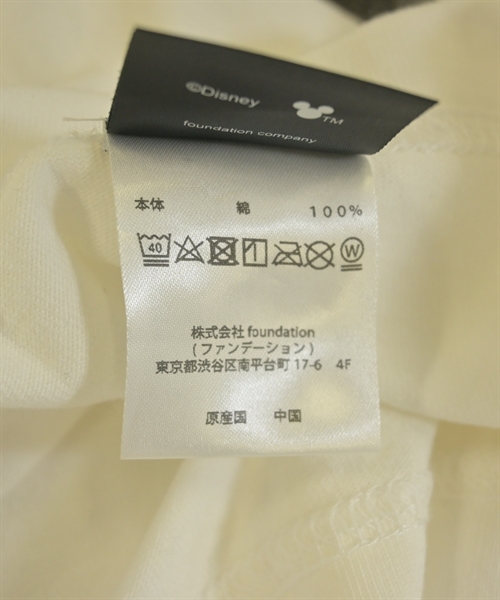 ©Disney
TM
foundation company
本体 綿 100%
40 W
株式会社 foundation
(ファンデーション)
東京都渋谷区南平台町 17-6 4F
原産国 中国